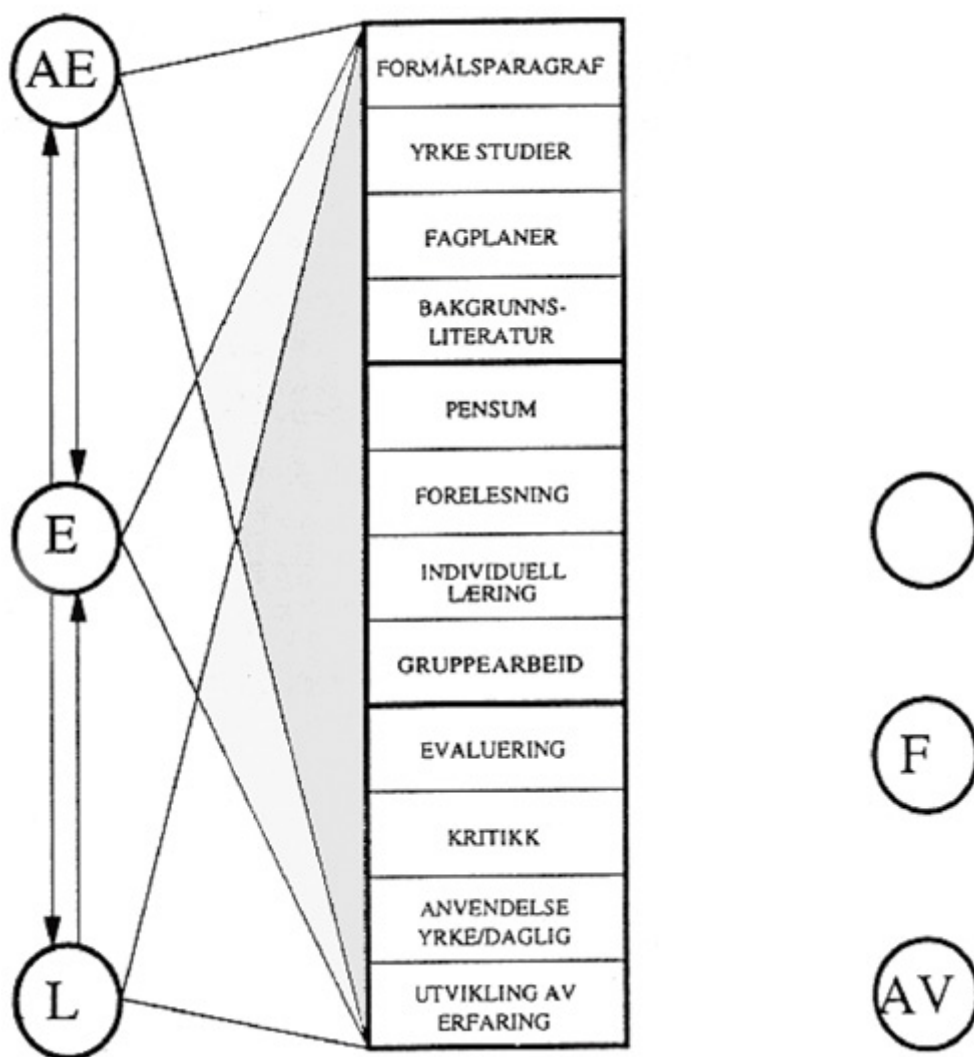 AE
FORMÅLSPARAGRAF
YRKE STUDIER
FAGPLANER
BAKGRUNNS-
LITERATUR
PENSUM
E
FORELESNING
INDIVIDUELL
LÆRING
GRUPPEARBEID
EVALUERING
F
KRITIKK
ANVENDELSE
YRKE/DAGLIG
L
UTVIKLING AV
ERFARING
AV